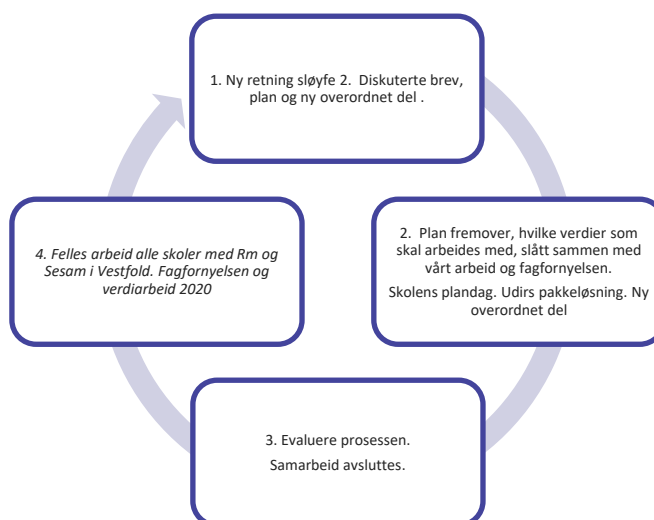 1. Ny retning sløyfe 2.  Diskuterte brev,
plan og ny overordnet del .
2.  Plan fremover, hvilke verdier som
skal arbeides med, slått sammen med
vårt arbeid og fagfornyelsen.
Skolens plandag. Udirs pakkeløsning. Ny
overordnet del
3. Evaluere prosessen.
Samarbeid avsluttes.
4. Felles arbeid alle skoler med Rm og
Sesam i Vestfold. Fagfornyelsen og
verdiarbeid 2020